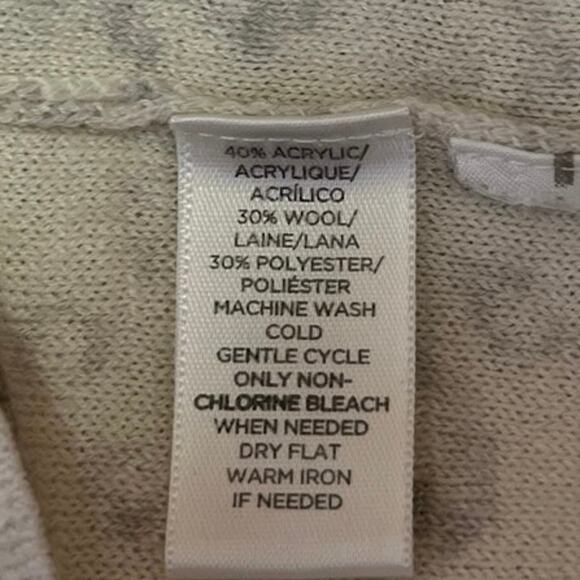 40% ACRYLIC/
ACRYLIQUE/
ACRÍLICO
30% WOOL/
LAINE/LANA
30% POLYESTER/
POLIÉSTER
MACHINE WASH
COLD
GENTLE CYCLE
ONLY NON-
CHLORINE BLEACH
WHEN NEEDED
DRY FLAT
WARM IRON
IF NEEDED